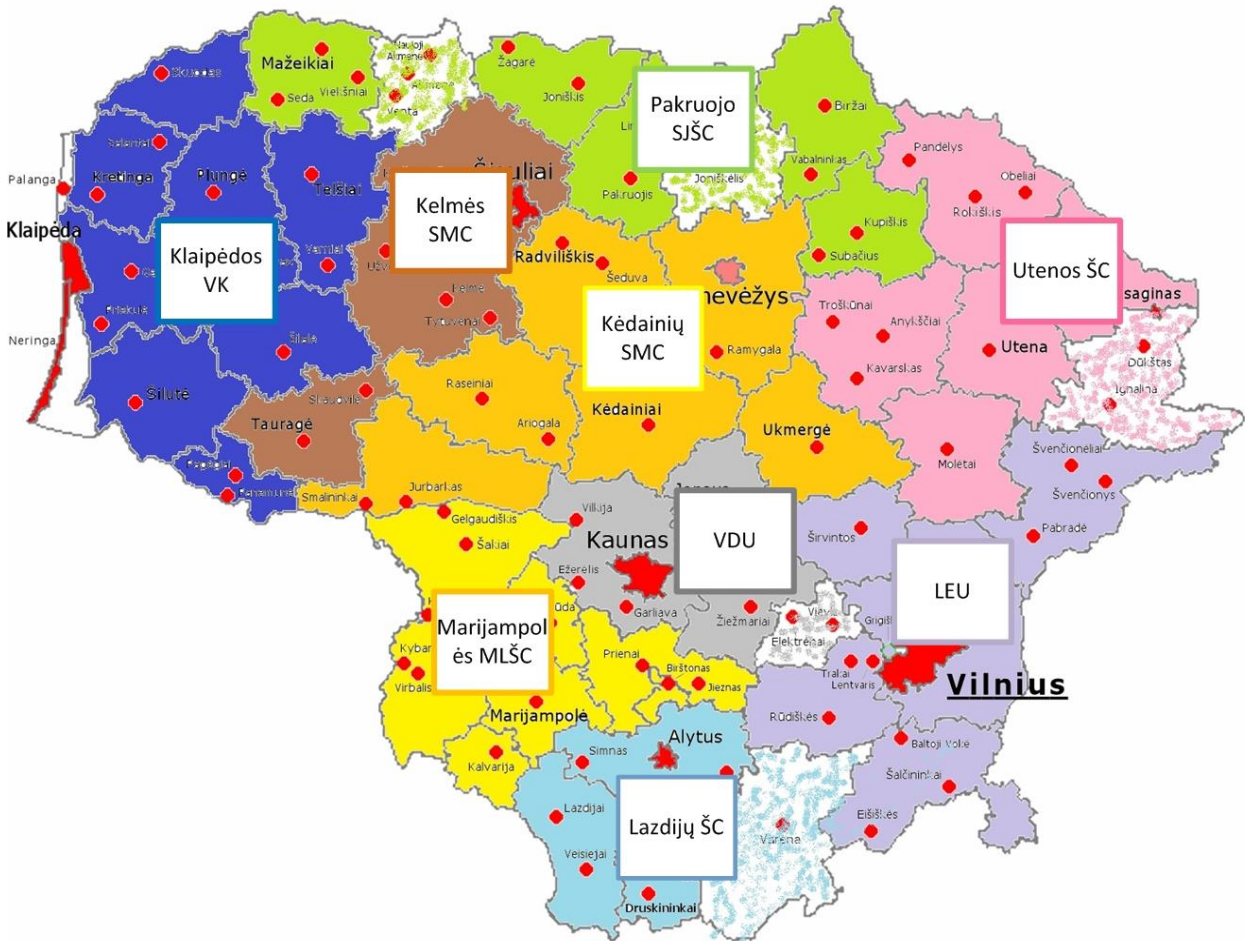 Mažeikiai
Viekšniai
Seda
Venta
Žagarė
Joniškis
Pakruojo
SJŠC
Joniškėlis
Pakruojis
Biržai
Vabalninkas
Kupiškis
Subačius
Pandėlys
Obeliai
Rokiškis
Palanga
Kretinga
Plungė
Telšiai
Klaipėda
Klaipėdos
VK
Varniai
Kelmės
SMC
Tytuvėnai
Radviliškis
Šeduva
Kėdainių
SMC
Ramygala
Utenos ŠC
Troškūnai
Anykščiai
Kavarskas
Utena
Dūkštas
Ignalina
Neringa
Priekulė
Šilalė
Šilutė
Skaudvilė
Tauragė
Raseiniai
Ariogala
Kėdainiai
Ukmergė
Molėtai
Švenčionėliai
Švenčionys
Pabradė
Smalininkai
Jurbarkas
Gelgaudiškis
Šakiai
Vilkija
Kaunas
Ežerėlis
Garliava
VDU
Žiežmariai
Širvintos
LEU
Elektrėnai
Trakai
Lentvaris
Vilnius
Rūdiškės
Marijampol
ės MLŠC
Virbalis
Prienai
Birštonas
Jieznas
Marijampolė
Kalvarija
Simnas
Alytus
Lazdijai
Lazdijų ŠC
Veisiejai
Druskininkai
Varėna
Baltoji Vokė
Šalčininkai
Eišiškės